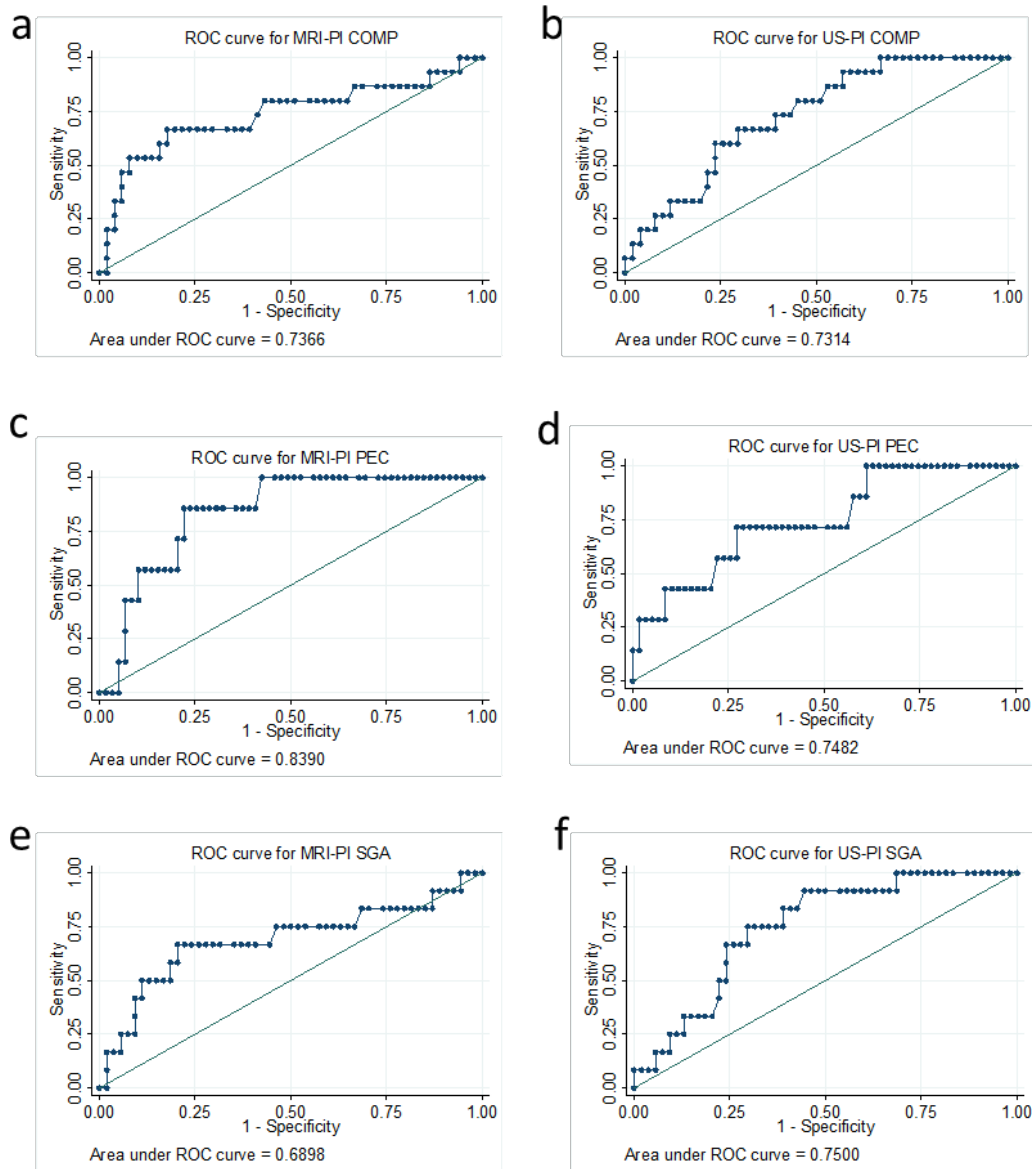 a
ROC curve for MRI-PI COMP
Sensitivity
0.00 0.25 0.50 0.75 1.00
0.00 0.25 0.50 0.75 1.00
1 - Specificity
Area under ROC curve = 0.7366
b
ROC curve for US-PI COMP
Sensitivity
0.00 0.25 0.50 0.75 1.00
0.00 0.25 0.50 0.75 1.00
1 - Specificity
Area under ROC curve = 0.7314
c
ROC curve for MRI-PI PEC
Sensitivity
0.00 0.25 0.50 0.75 1.00
0.00 0.25 0.50 0.75 1.00
1 - Specificity
Area under ROC curve = 0.8390
d
ROC curve for US-PI PEC
Sensitivity
0.00 0.25 0.50 0.75 1.00
0.00 0.25 0.50 0.75 1.00
1 - Specificity
Area under ROC curve = 0.7482
e
ROC curve for MRI-PI SGA
Sensitivity
0.00 0.25 0.50 0.75 1.00
0.00 0.25 0.50 0.75 1.00
1 - Specificity
Area under ROC curve = 0.6898
f
ROC curve for US-PI SGA
Sensitivity
0.00 0.25 0.50 0.75 1.00
0.00 0.25 0.50 0.75 1.00
1 - Specificity
Area under ROC curve = 0.7500